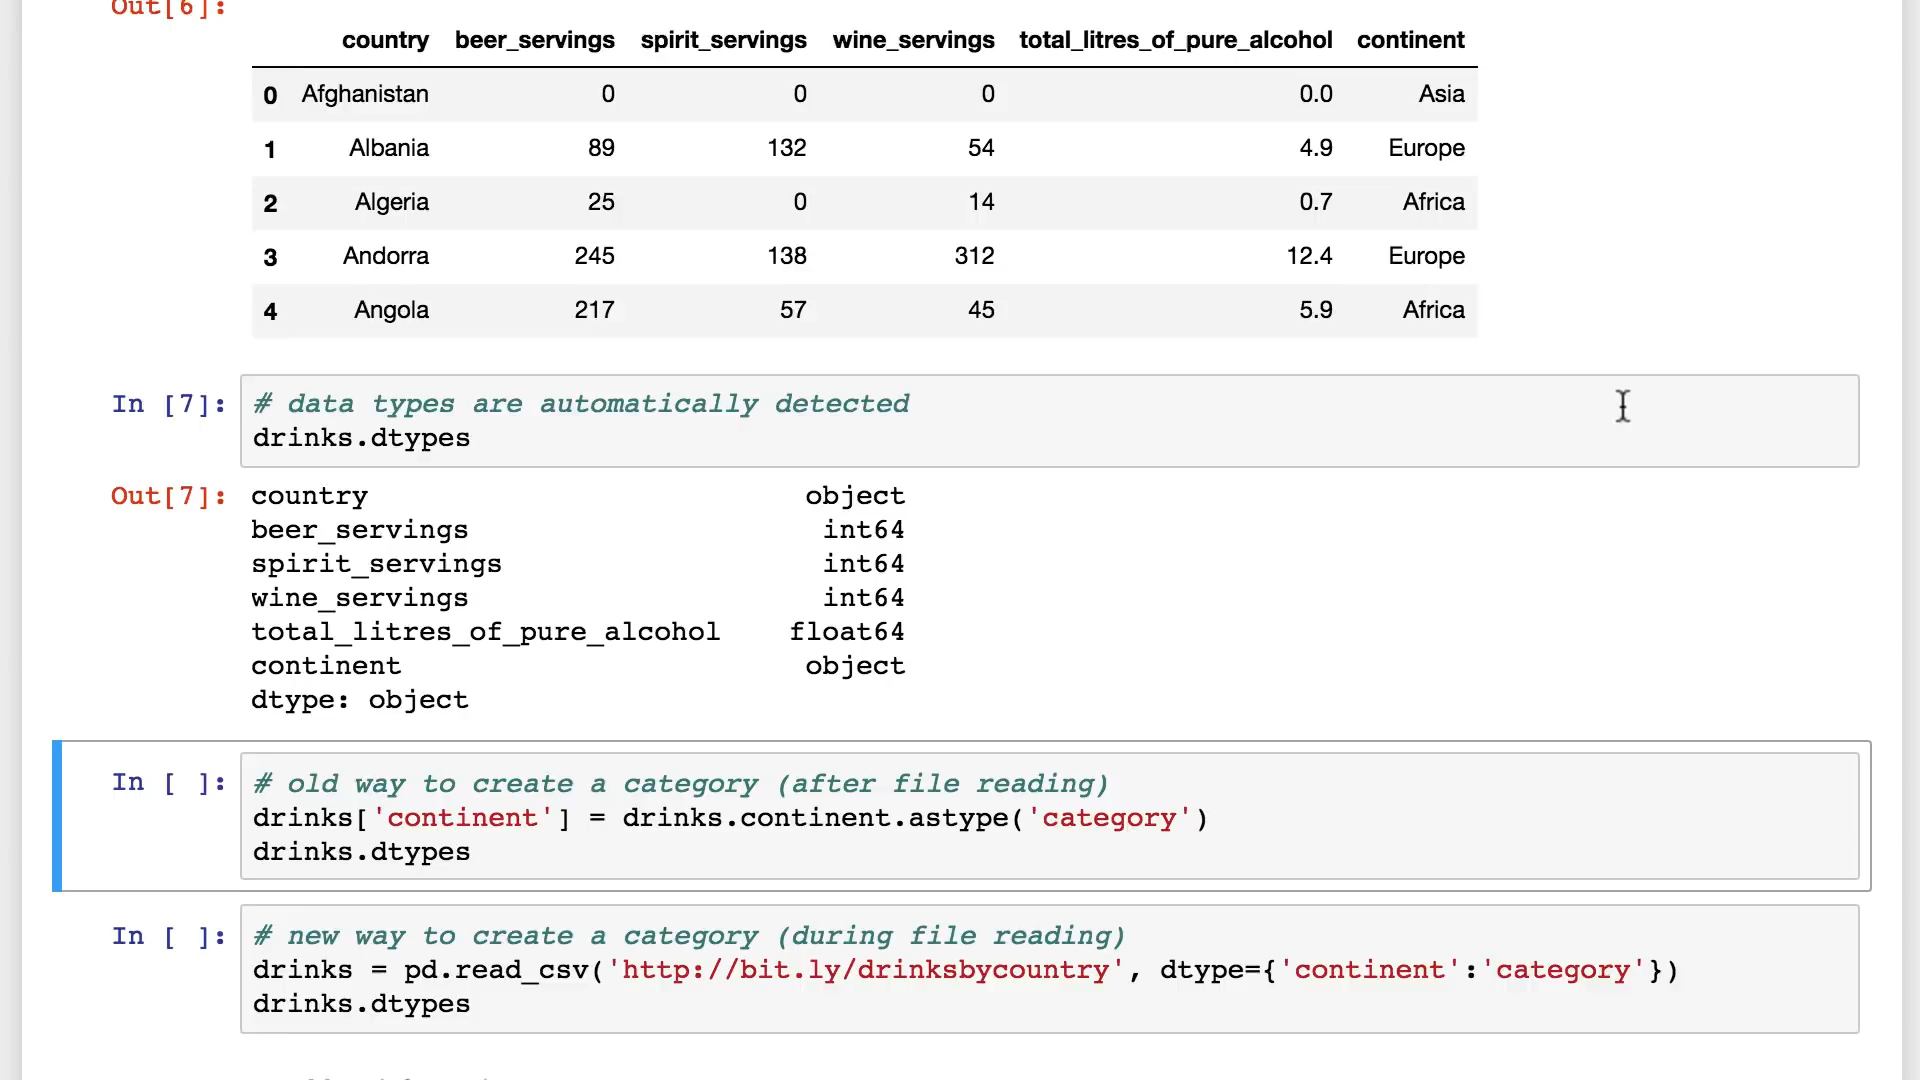 Out[6]:
country beer_servings spirit_servings wine_servings total_litres_of_pure_alcohol continent
0 Afghanistan 0 0 0 0.0 Asia
1 Albania 89 132 54 4.9 Europe
2 Algeria 25 0 14 0.7 Africa
3 Andorra 245 138 312 12.4 Europe
4 Angola 217 57 45 5.9 Africa
In [7]: # data types are automatically detected
drinks.dtypes
Out[7]: country object
beer_servings int64
spirit_servings int64
wine_servings int64
total_litres_of_pure_alcohol float64
continent object
dtype: object
In [ ]: # old way to create a category (after file reading)
drinks['continent'] = drinks.continent.astype('category')
drinks.dtypes
In [ ]: # new way to create a category (during file reading)
drinks = pd.read_csv('http://bit.ly/drinksbycountry', dtype={'continent':'category'})
drinks.dtypes